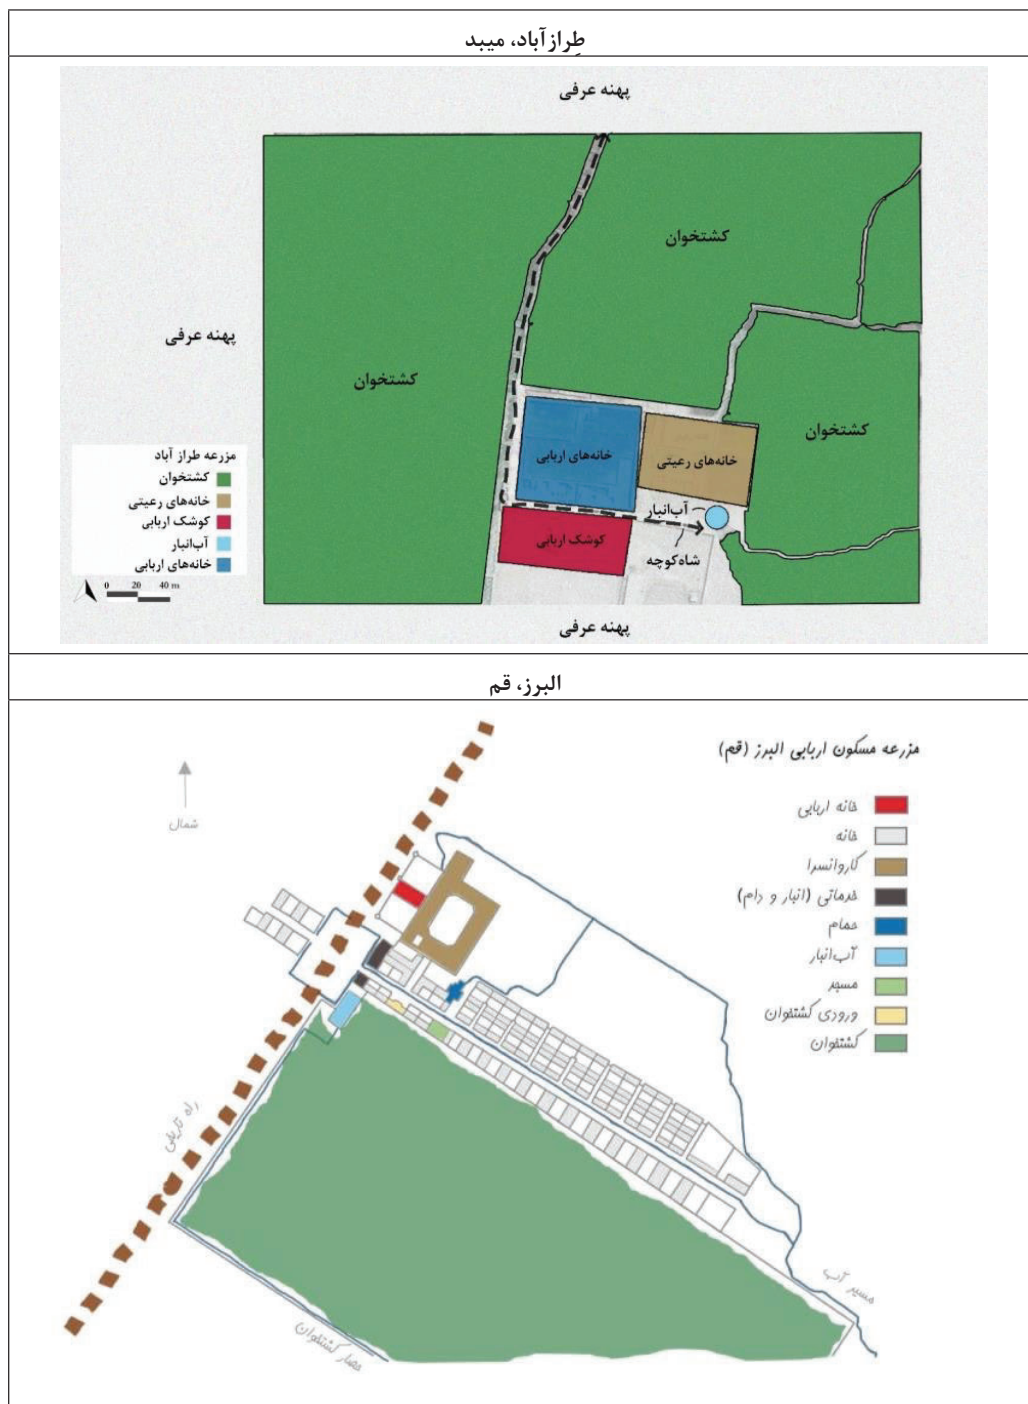 طِرازآباد، میبد
پهنه عرفی
کشتخوان
پهنه عرفی
کشتخوان
کشتخوان
خانه‌های اربابی
خانه‌های رعیتی
آب‌انبار
کوشک اربابی
شاه‌کوچه
پهنه عرفی
مزرعه طراز آباد
کشتخوان
خانه‌های رعیتی
کوشک اربابی
آب‌انبار
خانه‌های اربابی
0 20 40 m
البرز، قم
مزرعه مسکون اربابی البرز (قم)
خانه اربابی
خانه
کاروانسرا
خدماتی (انبار و دام)
حمام
آب‌انبار
مسجد
ورودی کشتخوان
کشتخوان
شمال
راه تاریخی
مسیر آب
حصار کشتخوان